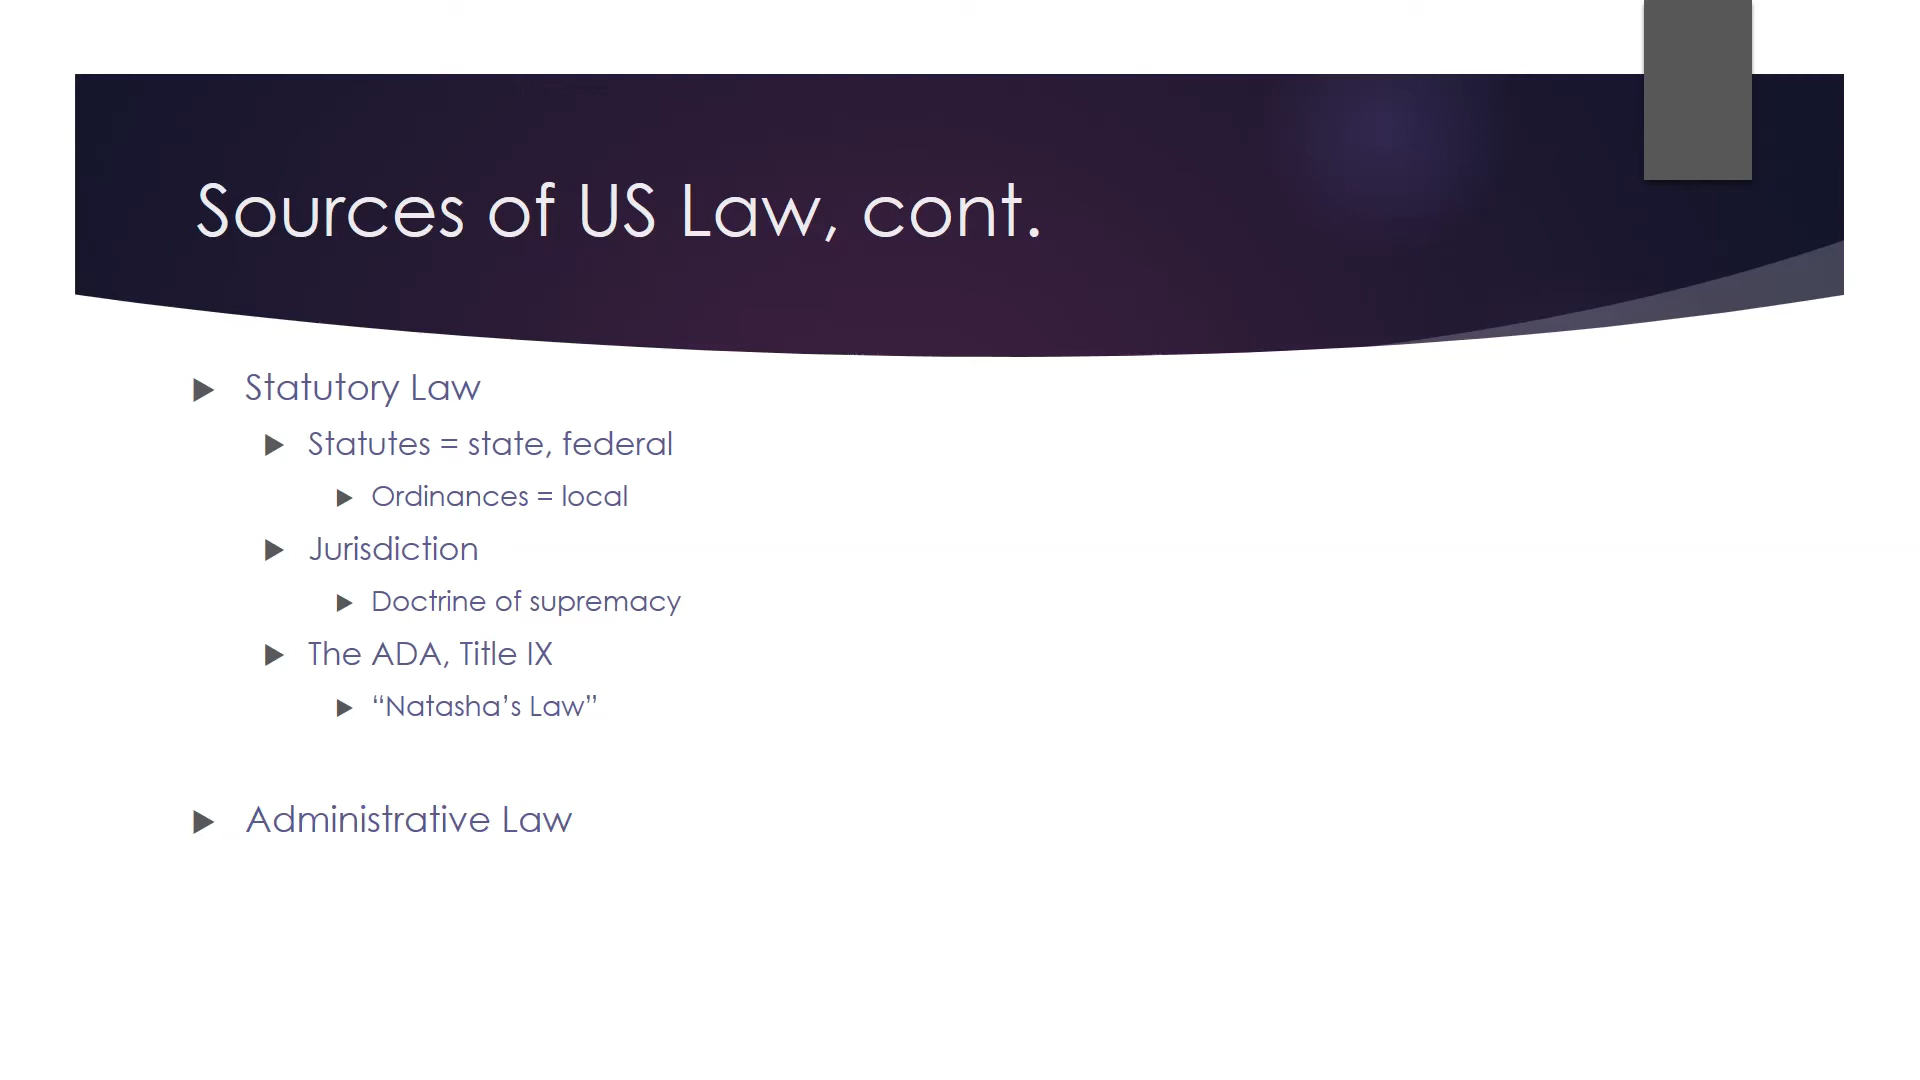 Sources of US Law, cont.
Statutory Law
Statutes = state, federal
Ordinances = local
Jurisdiction
Doctrine of supremacy
The ADA, Title IX
“Natasha’s Law”
Administrative Law